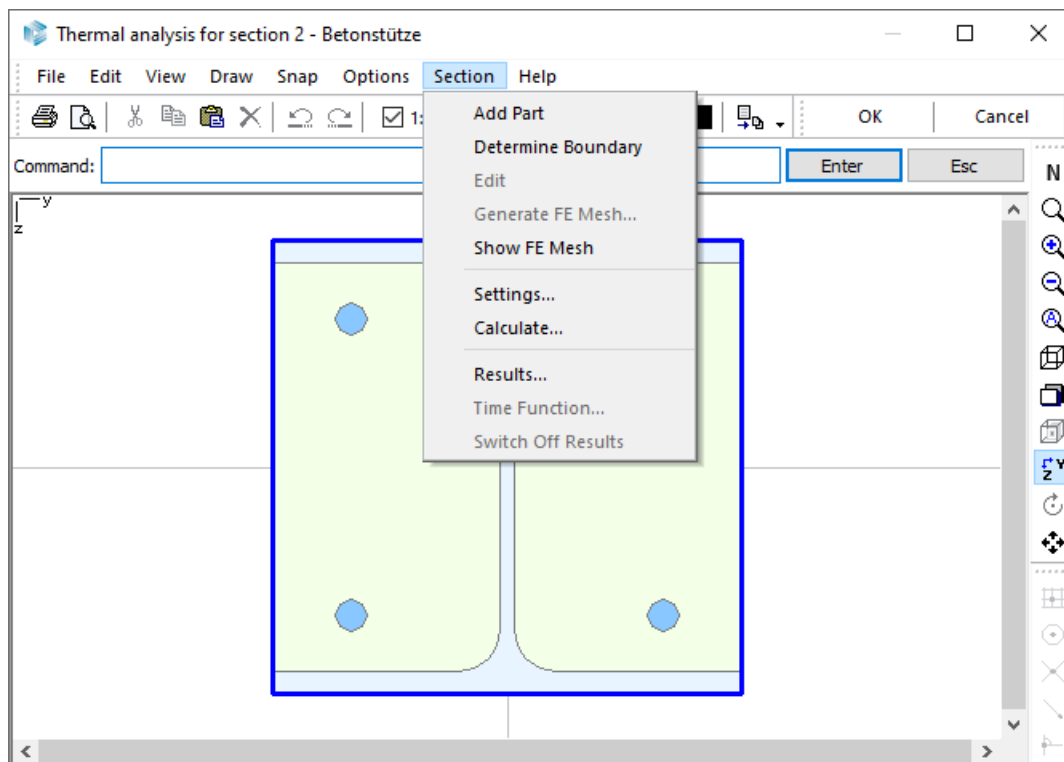 Thermal analysis for section 2 - Betonstütze
File Edit View Draw Snap Options Section Help
1:
OK Cancel
Command: Enter Esc
Add Part
Determine Boundary
Edit
Generate FE Mesh...
Show FE Mesh
Settings...
Calculate...
Results...
Time Function...
Switch Off Results
y
z
N
A
Y
Z